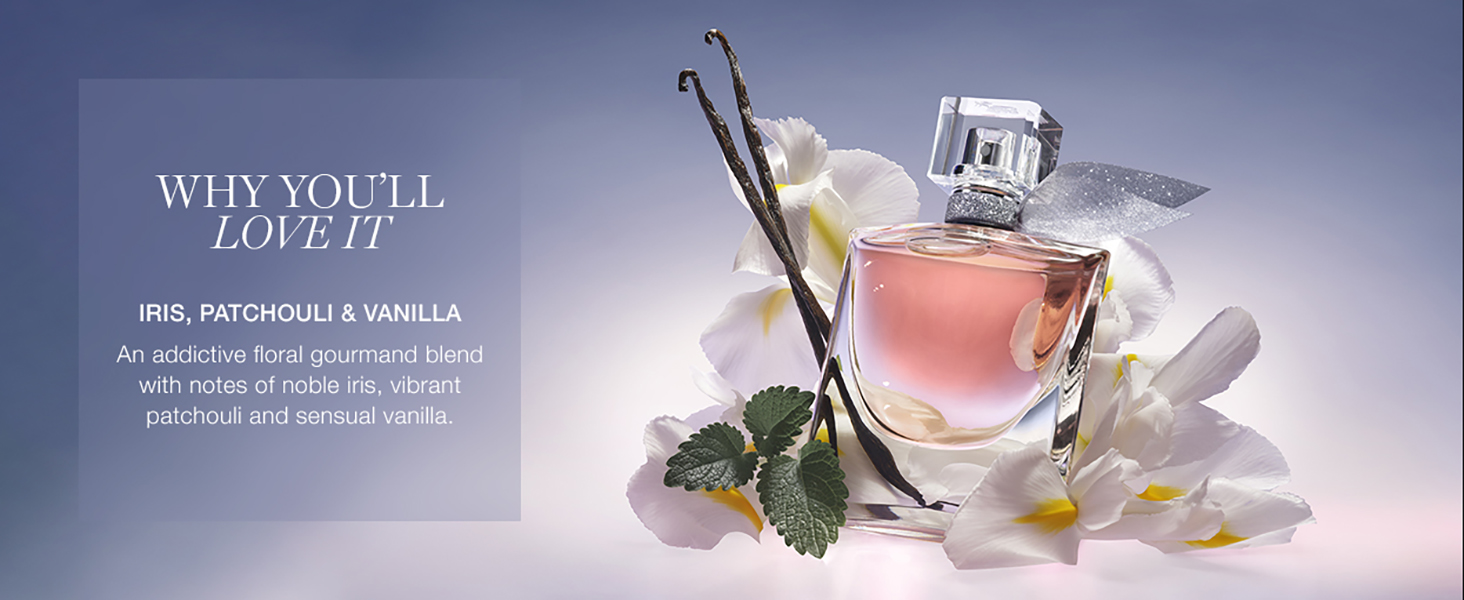 WHY YOU’LL
LOVE IT
IRIS, PATCHOULI & VANILLA
An addictive floral gourmand blend
with notes of noble iris, vibrant
patchouli and sensual vanilla.